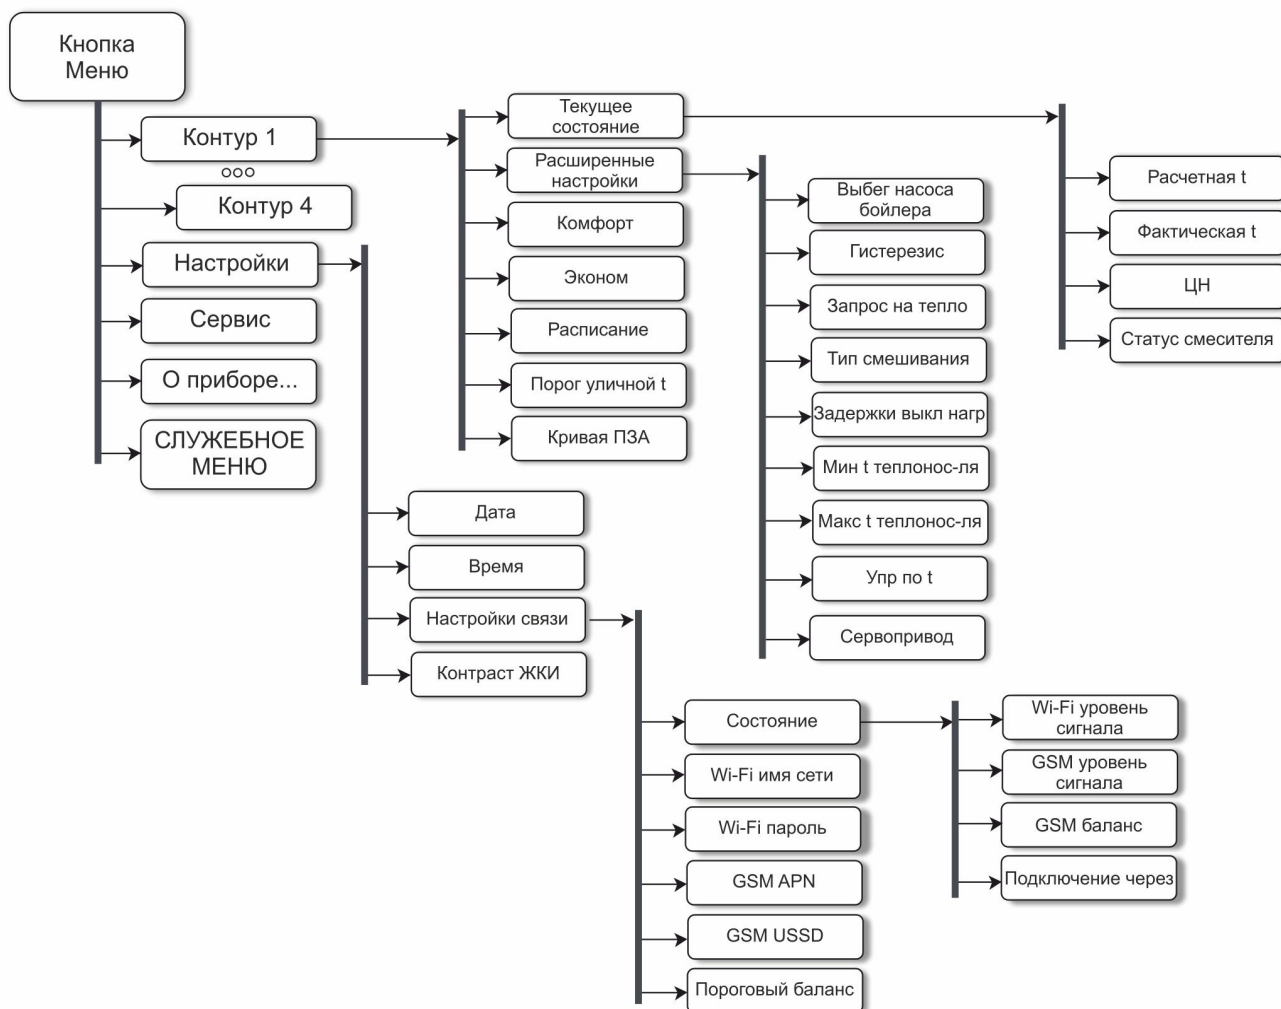 Кнопка
Меню
Контур 1
Контур 4
Настройки
Сервис
О приборе...
СЛУЖЕБНОЕ
МЕНЮ
Текущее
состояние
Расширенные
настройки
Комфорт
Эконом
Расписание
Порог уличной t
Кривая ПЗА
Расчетная t
Фактическая t
ЦН
Статус смесителя
Выбег насоса
бойлера
Гистерезис
Запрос на тепло
Тип смешивания
Задержки выкл нагр
Мин t теплонос-ля
Макс t теплонос-ля
Упр по t
Сервопривод
Дата
Время
Настройки связи
Контраст ЖКИ
Состояние
Wi-Fi имя сети
Wi-Fi пароль
GSM APN
GSM USSD
Пороговый баланс
Wi-Fi уровень
сигнала
GSM уровень
сигнала
GSM баланс
Подключение через